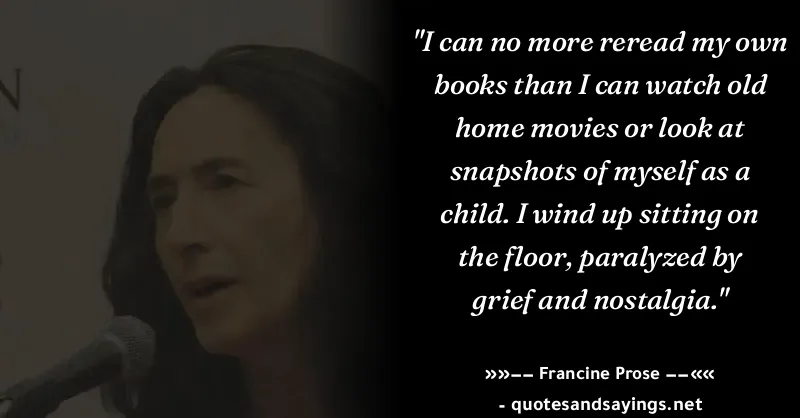 N
"I can no more reread my own
books than I can watch old
home movies or look at
snapshots of myself as a
child. I wind up sitting on
the floor, paralyzed by
grief and nostalgia."
»»–– Francine Prose ––««
- quotesandsayings.net